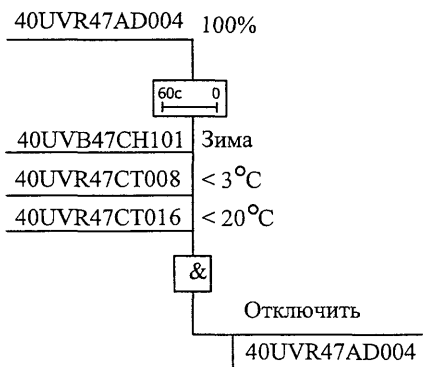 40UVR47AD004 100%
60с 0
40UVB47CH101 Зима
40UVR47CT008 < 3°C
40UVR47CT016 < 20°C
&
Отключить
40UVR47AD004